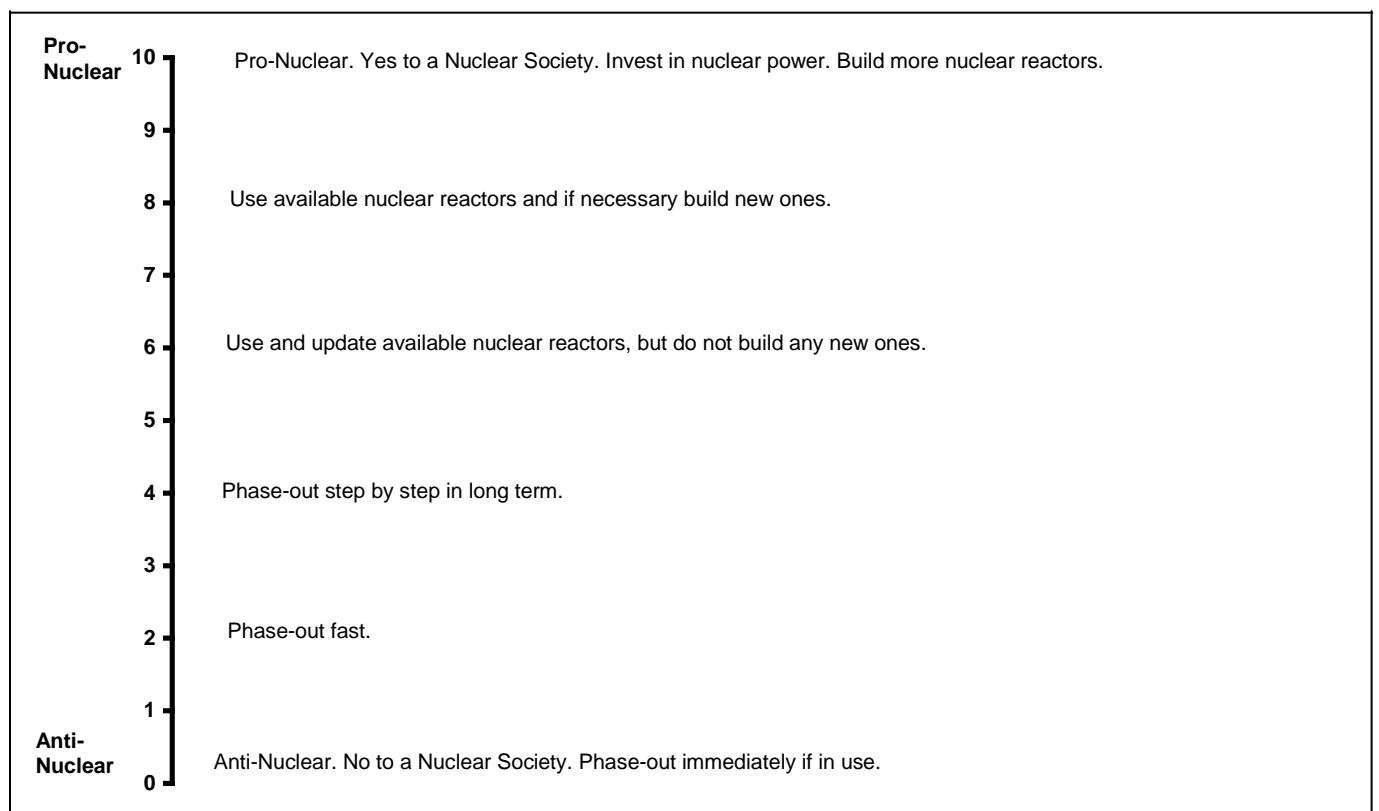 Pro-
Nuclear
10
Pro-Nuclear. Yes to a Nuclear Society. Invest in nuclear power. Build more nuclear reactors.
9
8
Use available nuclear reactors and if necessary build new ones.
7
6
Use and update available nuclear reactors, but do not build any new ones.
5
4
Phase-out step by step in long term.
3
2
Phase-out fast.
1
Anti-
Nuclear
0
Anti-Nuclear. No to a Nuclear Society. Phase-out immediately if in use.